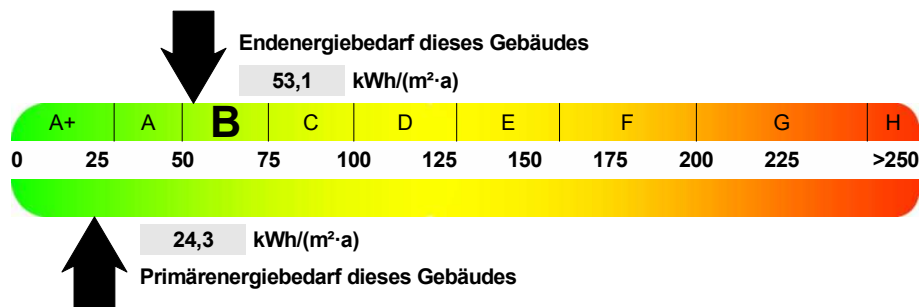 Endenergiebedarf dieses Gebäudes
53,1 kWh/(m²·a)
A+ A B C D E F G H
0 25 50 75 100 125 150 175 200 225 >250
24,3 kWh/(m²·a)
Primärenergiebedarf dieses Gebäudes